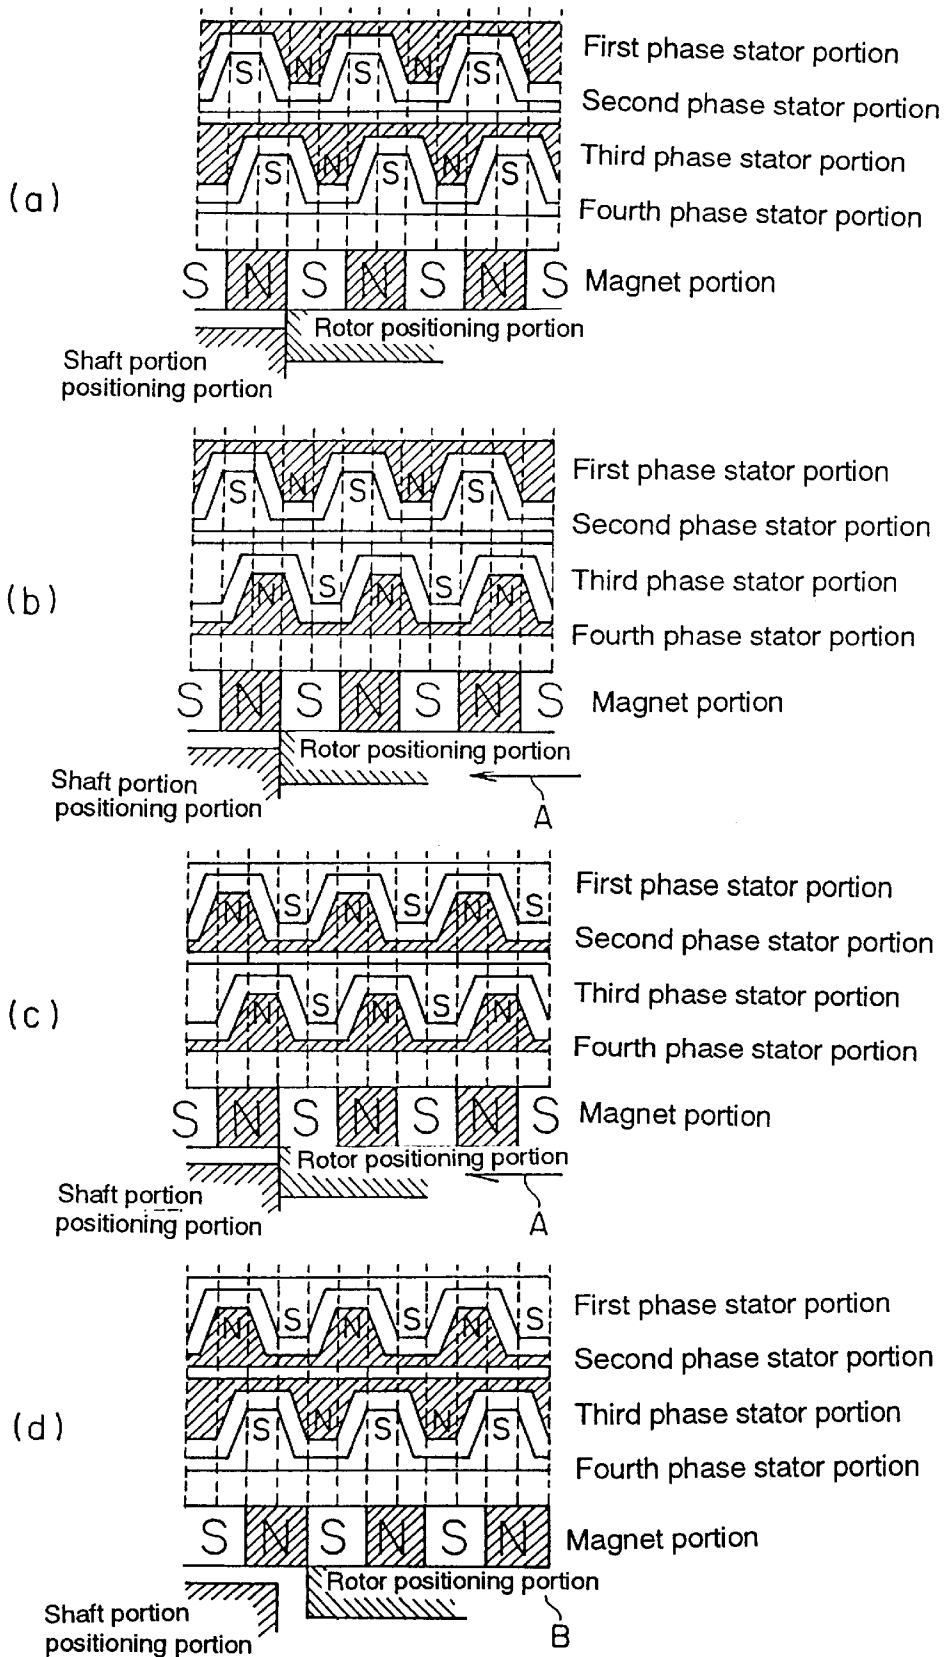 (a)
N N
S S S
First phase stator portion
Second phase stator portion
N N
S S S
Third phase stator portion
Fourth phase stator portion
S N S N S N S
Magnet portion
Rotor positioning portion
Shaft portion
positioning portion
(b)
N N
S S S
First phase stator portion
Second phase stator portion
S S
N N N
Third phase stator portion
Fourth phase stator portion
S N S N S N S
Magnet portion
Rotor positioning portion
Shaft portion
positioning portion
A
(c)
S S S
N N N
First phase stator portion
Second phase stator portion
S S
N N N
Third phase stator portion
Fourth phase stator portion
S N S N S N S
Magnet portion
Rotor positioning portion
Shaft portion
positioning portion
A
(d)
S S S
N N N
First phase stator portion
Second phase stator portion
N N
S S S
Third phase stator portion
Fourth phase stator portion
S N S N S N
Magnet portion
Rotor positioning portion
Shaft portion
positioning portion
B